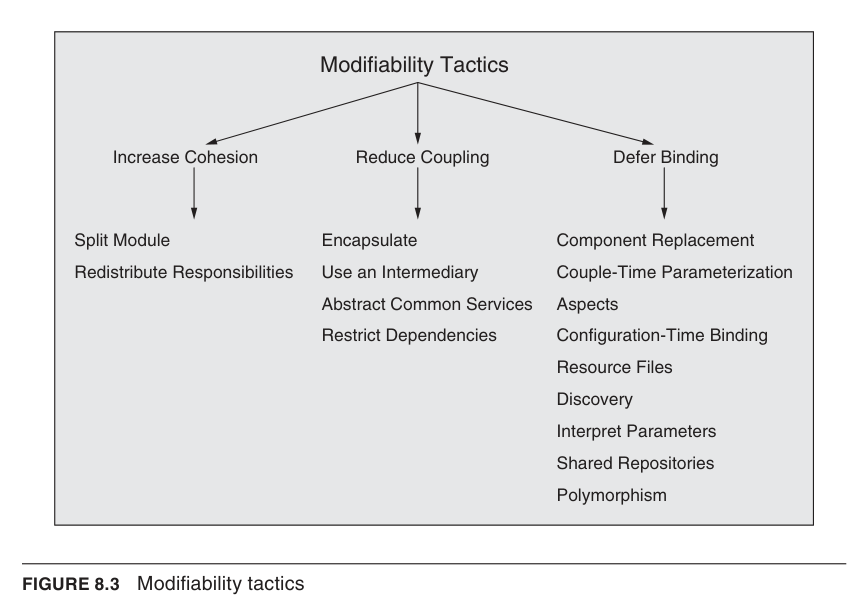 Modifiability Tactics
Increase Cohesion
Reduce Coupling
Defer Binding
Split Module
Redistribute Responsibilities
Encapsulate
Use an Intermediary
Abstract Common Services
Restrict Dependencies
Component Replacement
Couple-Time Parameterization
Aspects
Configuration-Time Binding
Resource Files
Discovery
Interpret Parameters
Shared Repositories
Polymorphism
FIGURE 8.3 Modifiability tactics